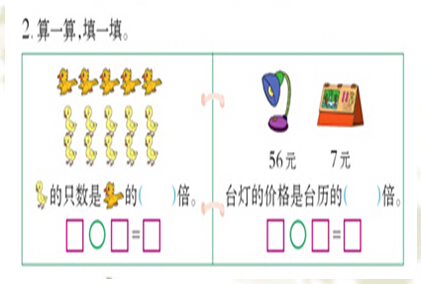 2.算一算,填一填。
的只数是 的( )倍。
□○□=□
56元 7元
台灯的价格是台历的( )倍。
□○□=□